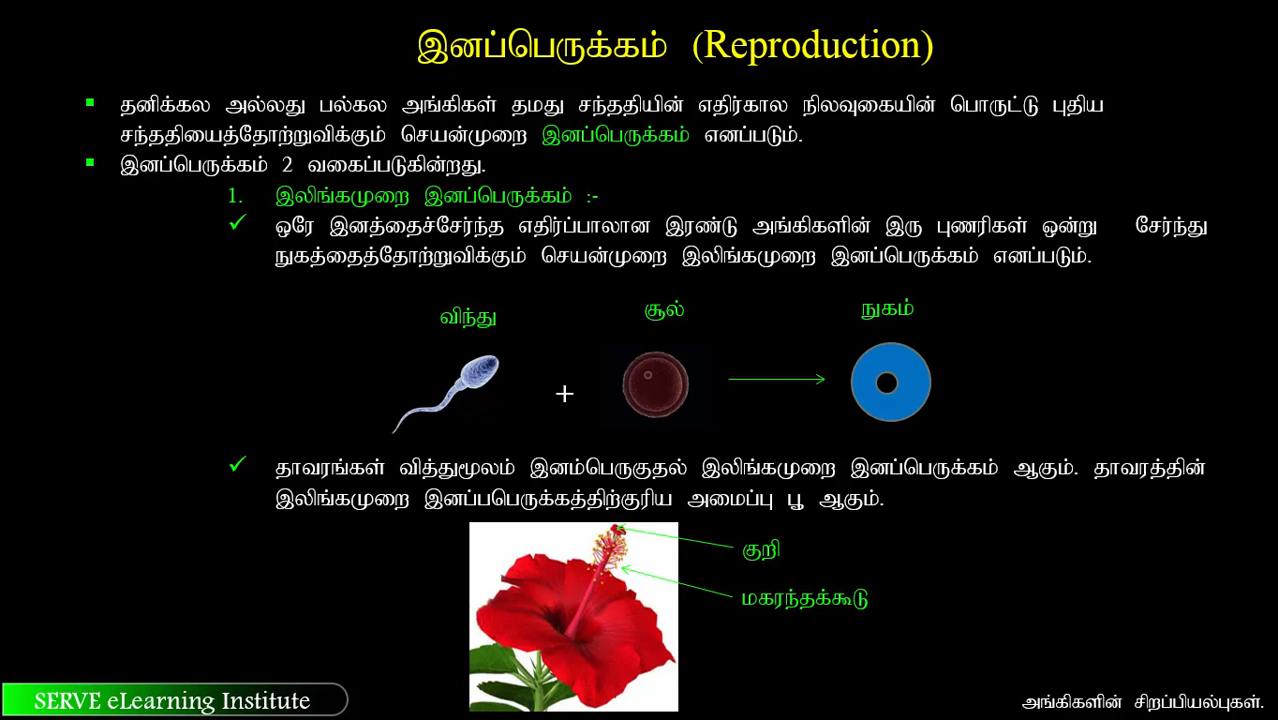 இனப்பெருக்கம் (Reproduction)
தனிக்கல அல்லது பல்கல அங்கிகள் தமது சந்ததியின் எதிர்கால நிலவுகையின் பொருட்டு புதிய
சந்ததியைத்தோற்றுவிக்கும் செயன்முறை இனப்பெருக்கம் எனப்படும்.
இனப்பெருக்கம் 2 வகைப்படுகின்றது.
1. இலிங்கமுறை இனப்பெருக்கம் :-
ஒரே இனத்தைச்சேர்ந்த எதிர்ப்பாலான இரண்டு அங்கிகளின் இரு புணரிகள் ஒன்று சேர்ந்து
நுகத்தைத்தோற்றுவிக்கும் செயன்முறை இலிங்கமுறை இனப்பெருக்கம் எனப்படும்.
விந்து
சூல்
நுகம்
+
தாவரங்கள் வித்துமூலம் இனம்பெருகுதல் இலிங்கமுறை இனப்பெருக்கம் ஆகும். தாவரத்தின்
இலிங்கமுறை இனப்பபெருக்கத்திற்குரிய அமைப்பு பூ ஆகும்.
குறி
மகரந்தக்கூடு
SERVE eLearning Institute
அங்கிகளின் சிறப்பியல்புகள்.